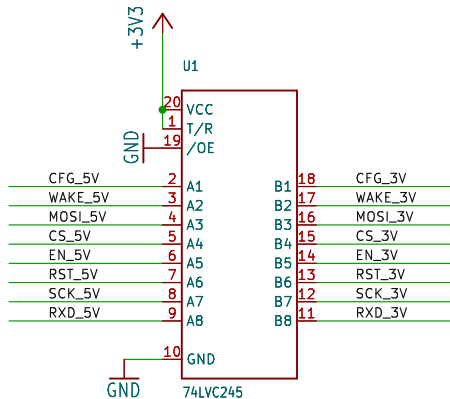 +3V3
U1
20 VCC
1 T/R
GND 19 /OE
CFG_5V 2 A1 B1 18 CFG_3V
WAKE_5V 3 A2 B2 17 WAKE_3V
MOSI_5V 4 A3 B3 16 MOSI_3V
CS_5V 5 A4 B4 15 CS_3V
EN_5V 6 A5 B5 14 EN_3V
RST_5V 7 A6 B6 13 RST_3V
SCK_5V 8 A7 B7 12 SCK_3V
RXD_5V 9 A8 B8 11 RXD_3V
10 GND
GND
74LVC245